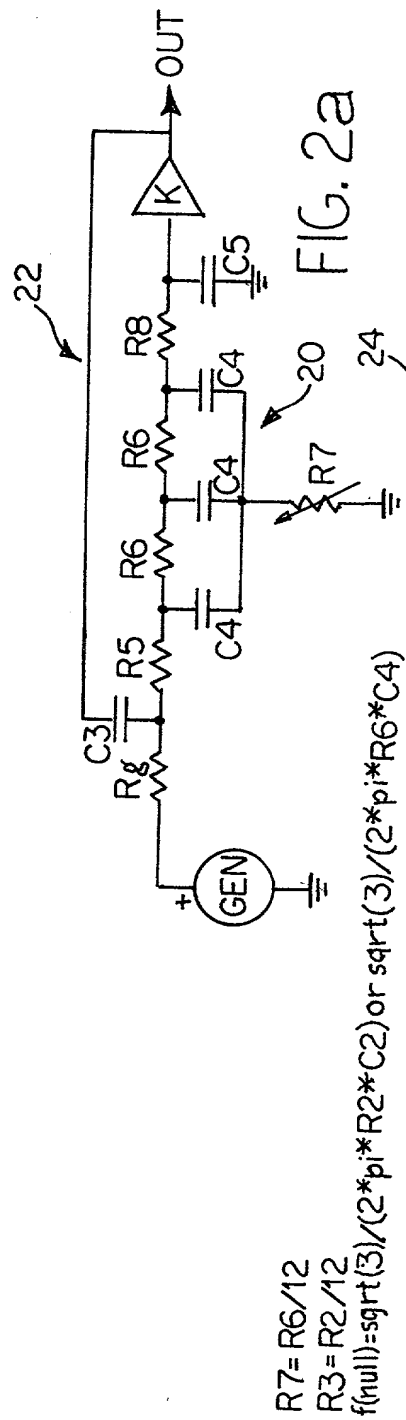 22
C3
Rg
R5
R6
R6
R8
K
OUT
+
GEN
C4
C4
C4
C5
20
R7
24
FIG. 2a
R7=R6/12
R3=R2/12
f(null)=sqrt(3)/(2*pi*R2*C2) or sqrt(3)/(2*pi*R6*C4)